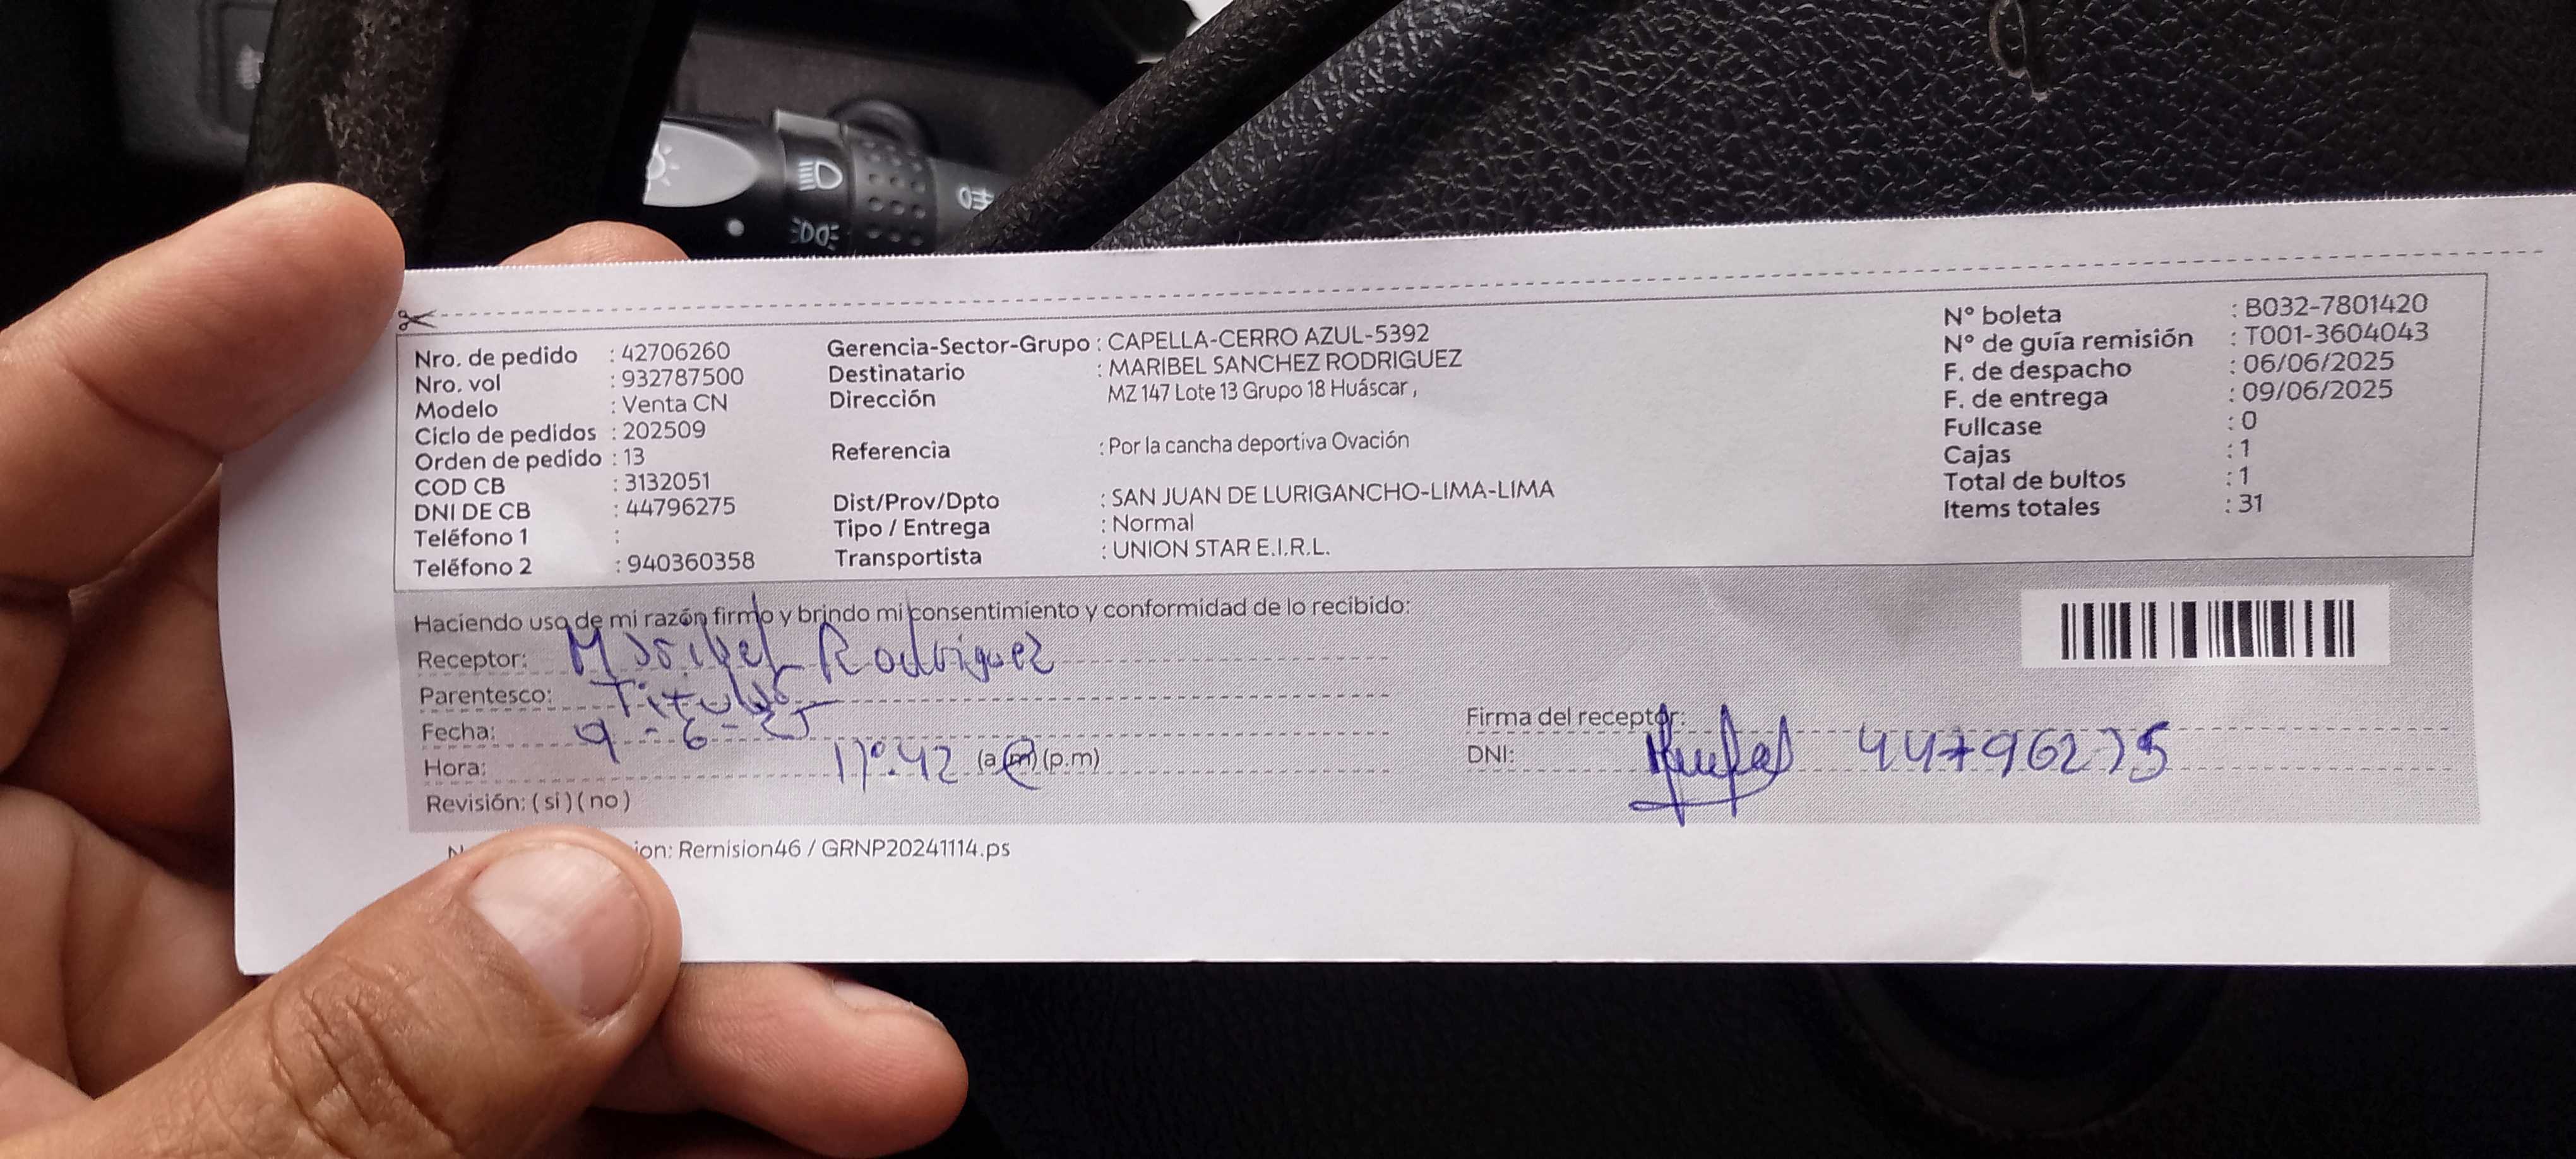 Nro. de pedido : 42706260
Nro. vol : 932787500
Modelo : Venta CN
Ciclo de pedidos : 202509
Orden de pedido : 13
COD CB : 3132051
DNI DE CB : 44796275
Teléfono 1 :
Teléfono 2 : 940360358
Gerencia-Sector-Grupo : CAPELLA-CERRO AZUL-5392
Destinatario : MARIBEL SANCHEZ RODRIGUEZ
Dirección MZ 147 Lote 13 Grupo 18 Huáscar ,
Referencia : Por la cancha deportiva Ovación
Dist/Prov/Dpto : SAN JUAN DE LURIGANCHO-LIMA-LIMA
Tipo / Entrega : Normal
Transportista : UNION STAR E.I.R.L.
N° boleta : B032-7801420
N° de guía remisión : T001-3604043
F. de despacho : 06/06/2025
F. de entrega : 09/06/2025
Fullcase : 0
Cajas : 1
Total de bultos : 1
Items totales : 31
Haciendo uso de mi razón firmo y brindo mi consentimiento y conformidad de lo recibido:
Receptor: Maribel Rodriguez
Parentesco: Titular
Fecha: 9-6-25
Hora: 11:42 (a.m) (p.m)
Revisión: ( si ) ( no )
Firma del receptor:
DNI: 44796275
ion: Remision46 / GRNP20241114.ps